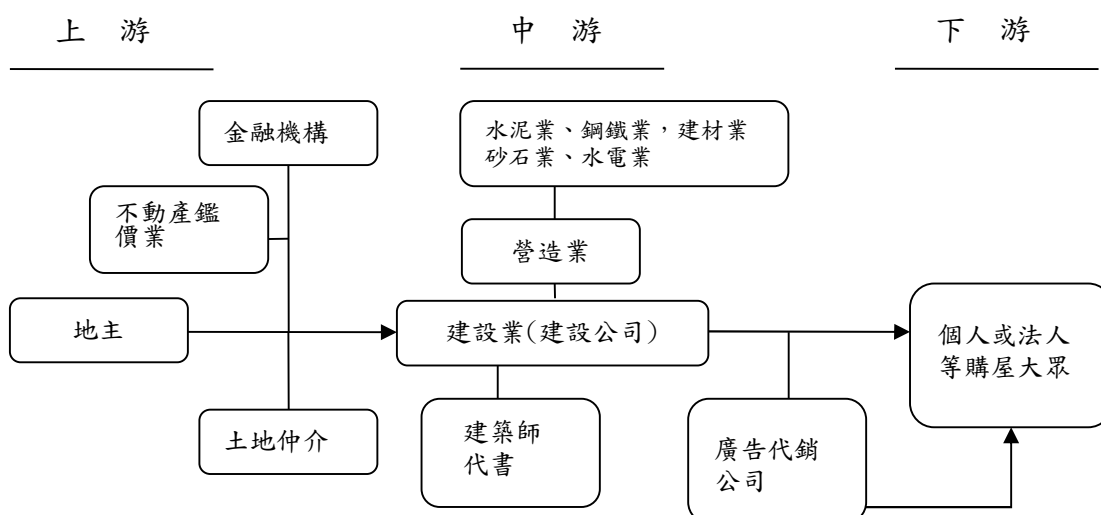 上 游
中 游
下 游
金融機構
水泥業、鋼鐵業，建材業
砂石業、水電業
不動產鑑
價業
營造業
地主
建設業(建設公司)
個人或法人
等購屋大眾
土地仲介
建築師
代書
廣告代銷
公司